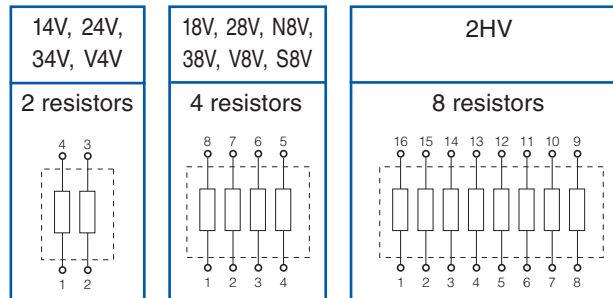 14V, 24V,
34V, V4V
2 resistors
4 3
1 2
18V, 28V, N8V,
38V, V8V, S8V
4 resistors
8 7 6 5
1 2 3 4
2HV
8 resistors
16 15 14 13 12 11 10 9
1 2 3 4 5 6 7 8